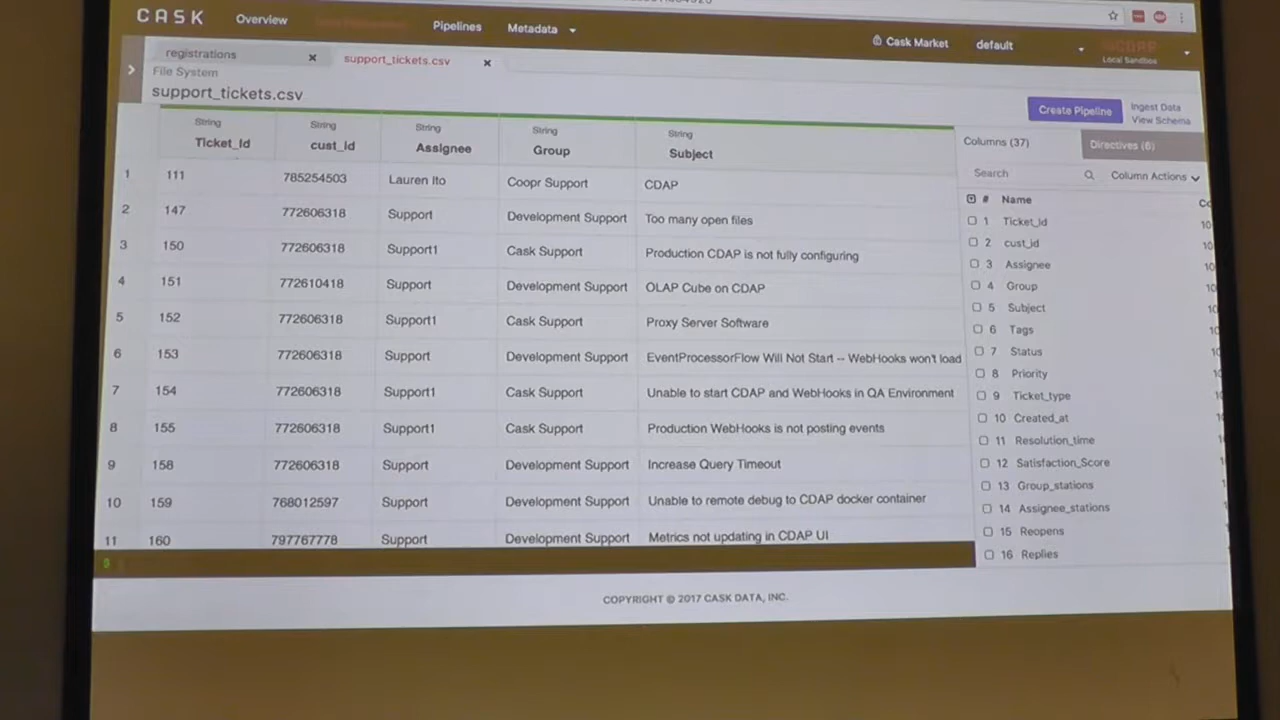 CASK Overview Pipelines Metadata Cask Market default
Local Sandbox
registrations x support_tickets.csv x
File System
support_tickets.csv
Create Pipeline Ingest Data
View Schema
String String String String String
Ticket_Id cust_id Assignee Group Subject
1 111 785254503 Lauren Ito Coopr Support CDAP
2 147 772606318 Support Development Support Too many open files
3 150 772606318 Support1 Cask Support Production CDAP is not fully configuring
4 151 772610418 Support Development Support OLAP Cube on CDAP
5 152 772606318 Support1 Cask Support Proxy Server Software
6 153 772606318 Support Development Support EventProcessorFlow Will Not Start -- WebHooks won't load
7 154 772606318 Support1 Cask Support Unable to start CDAP and WebHooks in QA Environment
8 155 772606318 Support1 Cask Support Production WebHooks is not posting events
9 158 772606318 Support Development Support Increase Query Timeout
10 159 768012597 Support Development Support Unable to remote debug to CDAP docker container
11 160 797767778 Support Development Support Metrics not updating in CDAP UI
Columns (37) Directives (6)
Search Column Actions
# Name
1 Ticket_Id
2 cust_id
3 Assignee
4 Group
5 Subject
6 Tags
7 Status
8 Priority
9 Ticket_type
10 Created_at
11 Resolution_time
12 Satisfaction_Score
13 Group_stations
14 Assignee_stations
15 Reopens
16 Replies
COPYRIGHT © 2017 CASK DATA, INC.